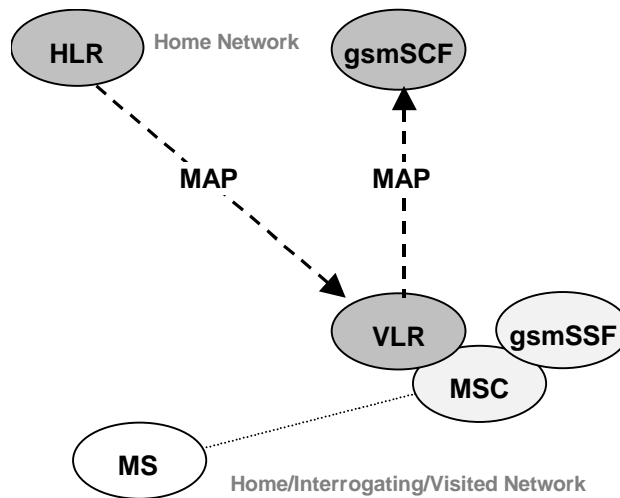 HLR
Home Network
gsmSCF
MAP
MAP
VLR
gsmSSF
MSC
MS
Home/Interrogating/Visited Network